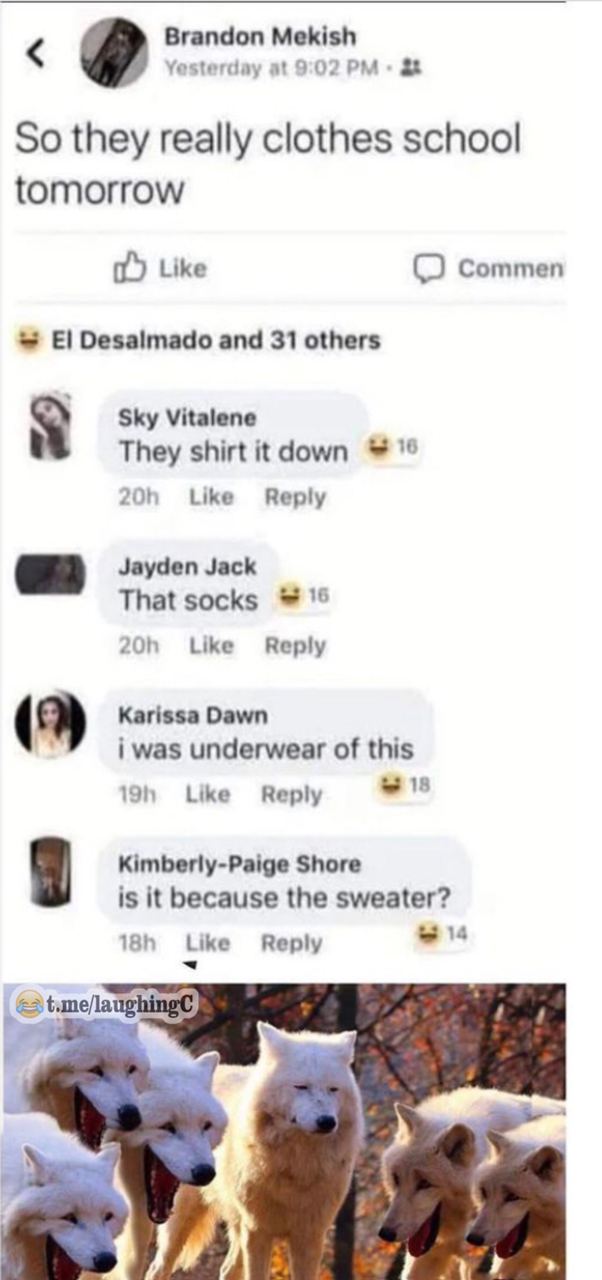 Brandon Mekish
Yesterday at 9:02 PM ·
So they really clothes school
tomorrow
Like
Commen
El Desalmado and 31 others
Sky Vitalene
They shirt it down 16
20h Like Reply
Jayden Jack
That socks 16
20h Like Reply
Karissa Dawn
i was underwear of this
18
19h Like Reply
Kimberly-Paige Shore
is it because the sweater?
14
18h Like Reply
t.me/laughingC